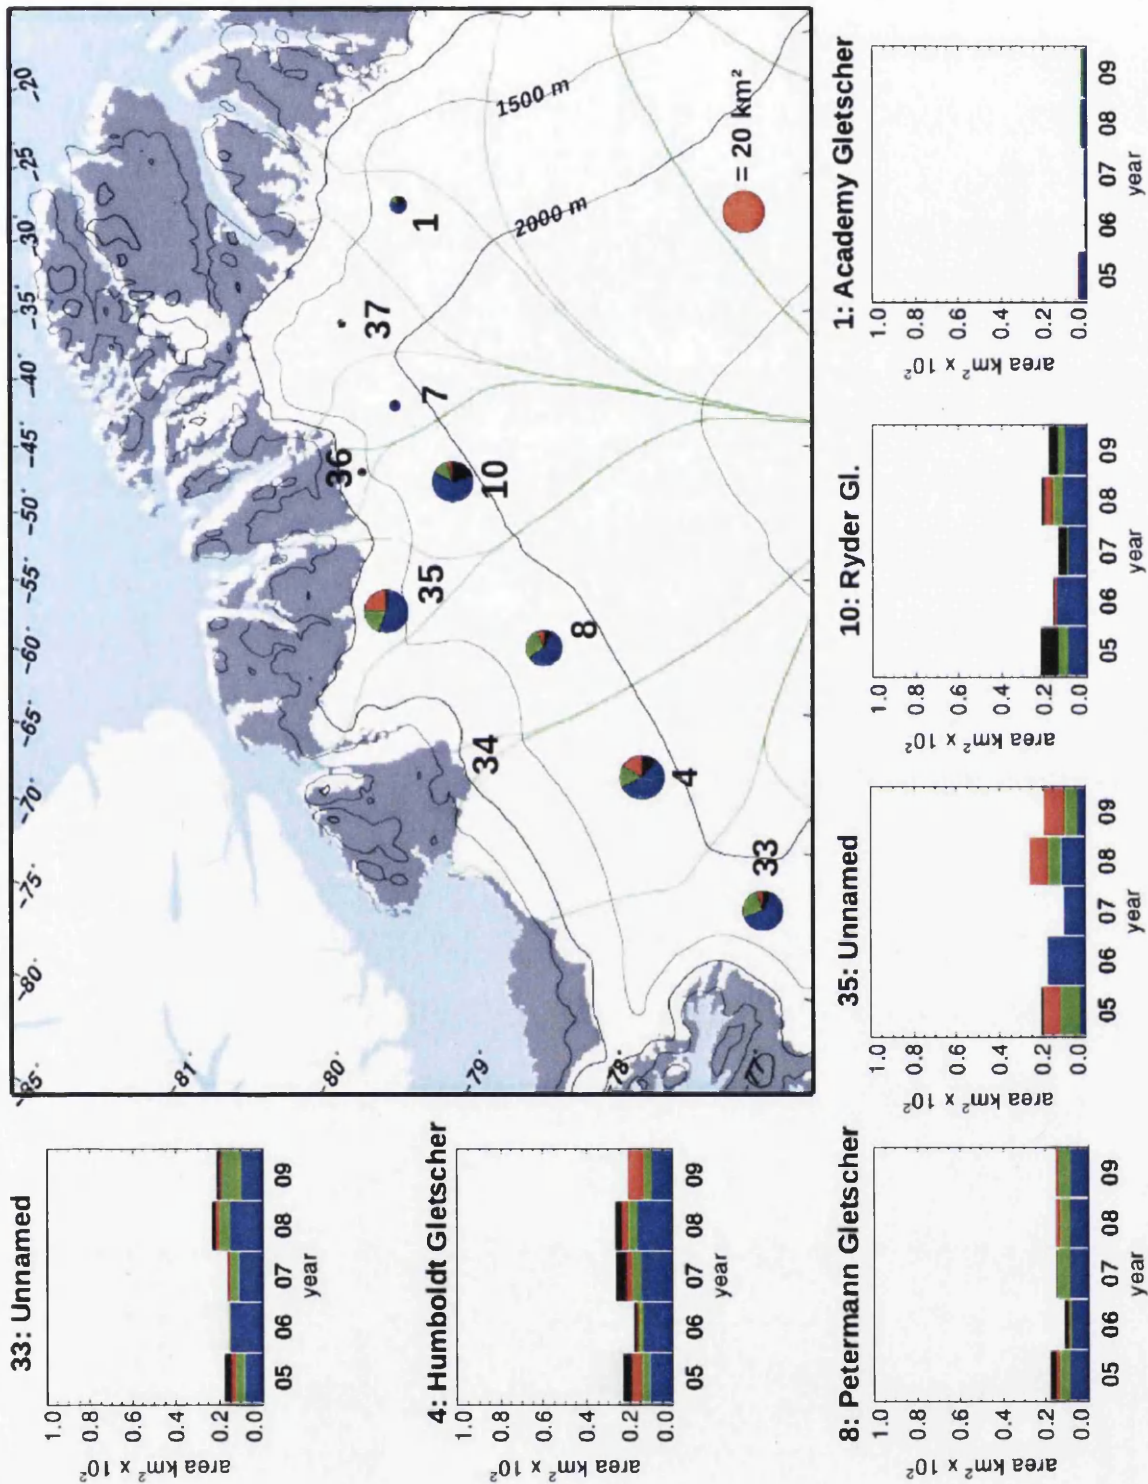 33: Unnamed
1.0
0.8
0.6
0.4
0.2
0.0
area km² x 10²
05 06 07 08 09
year
4: Humboldt Gletscher
1.0
0.8
0.6
0.4
0.2
0.0
area km² x 10²
05 06 07 08 09
year
8: Petermann Gletscher
1.0
0.8
0.6
0.4
0.2
0.0
area km² x 10²
05 06 07 08 09
year
-85° -80° -75° -70° -65° -60° -55° -50° -45° -40° -35° -30° -25° -20°
-81°
-80°
-79°
-78°
-77°
34
35
36
37
1
7
10
8
4
33
1500 m
2000 m
= 20 km²
35: Unnamed
1.0
0.8
0.6
0.4
0.2
0.0
area km² x 10²
05 06 07 08 09
year
10: Ryder Gl.
1.0
0.8
0.6
0.4
0.2
0.0
area km² x 10²
05 06 07 08 09
year
1: Academy Gletscher
1.0
0.8
0.6
0.4
0.2
0.0
area km² x 10²
05 06 07 08 09
year